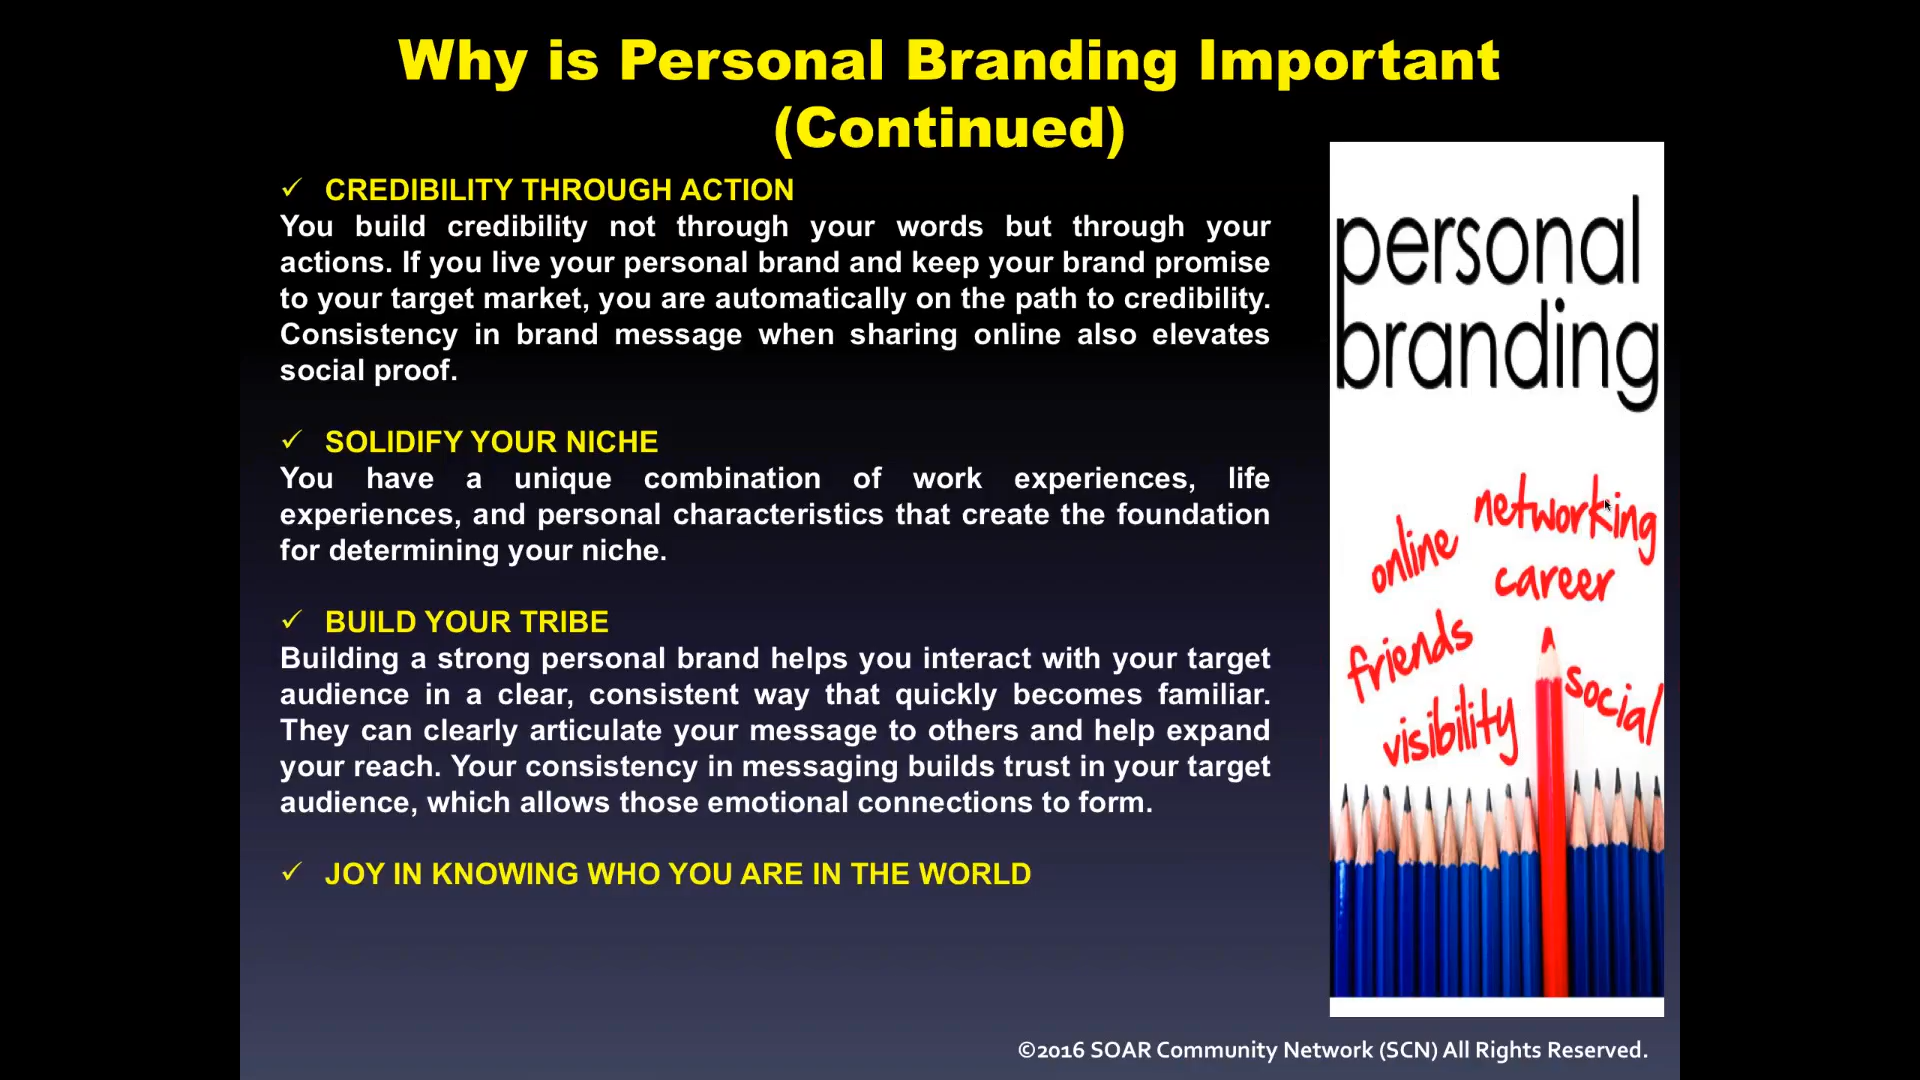 Why is Personal Branding Important
(Continued)
✓ CREDIBILITY THROUGH ACTION
You build credibility not through your words but through your
actions. If you live your personal brand and keep your brand promise
to your target market, you are automatically on the path to credibility.
Consistency in brand message when sharing online also elevates
social proof.
✓ SOLIDIFY YOUR NICHE
You have a unique combination of work experiences, life
experiences, and personal characteristics that create the foundation
for determining your niche.
✓ BUILD YOUR TRIBE
Building a strong personal brand helps you interact with your target
audience in a clear, consistent way that quickly becomes familiar.
They can clearly articulate your message to others and help expand
your reach. Your consistency in messaging builds trust in your target
audience, which allows those emotional connections to form.
✓ JOY IN KNOWING WHO YOU ARE IN THE WORLD
personal
branding
networking
online
career
friends
social
visibility
©2016 SOAR Community Network (SCN) All Rights Reserved.